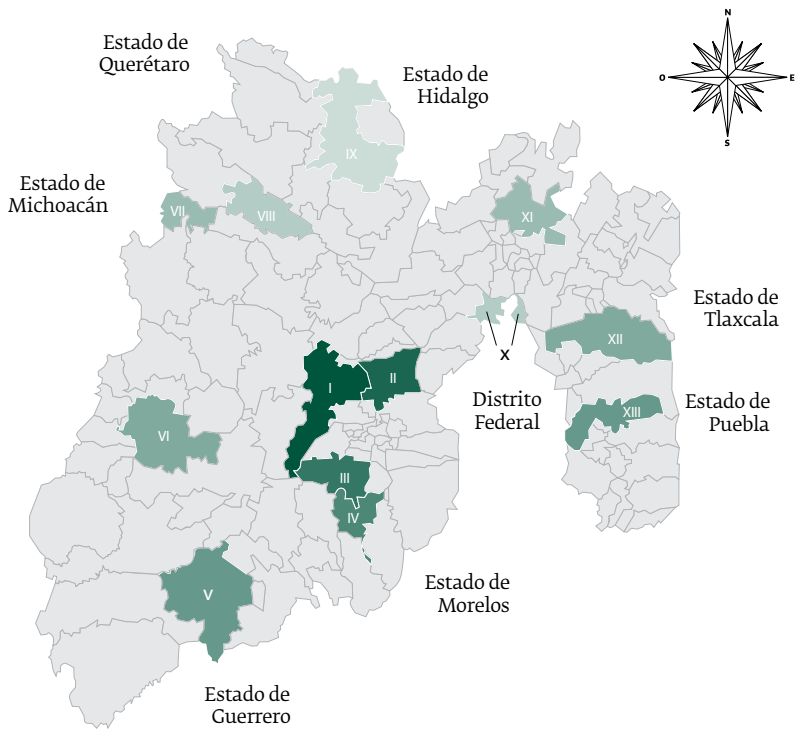 N
O
E
S
Estado de
Querétaro
Estado de
Hidalgo
Estado de
Michoacán
IX
VII
VIII
XI
Estado de
Tlaxcala
X
XII
I
II
Distrito
Federal
Estado de
Puebla
XIII
VI
III
IV
Estado de
Morelos
V
Estado de
Guerrero